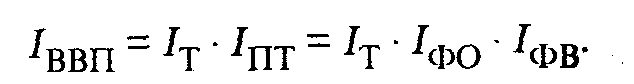 I_ВВП = I_Т · I_ПТ = I_Т · I_ФО · I_ФВ.